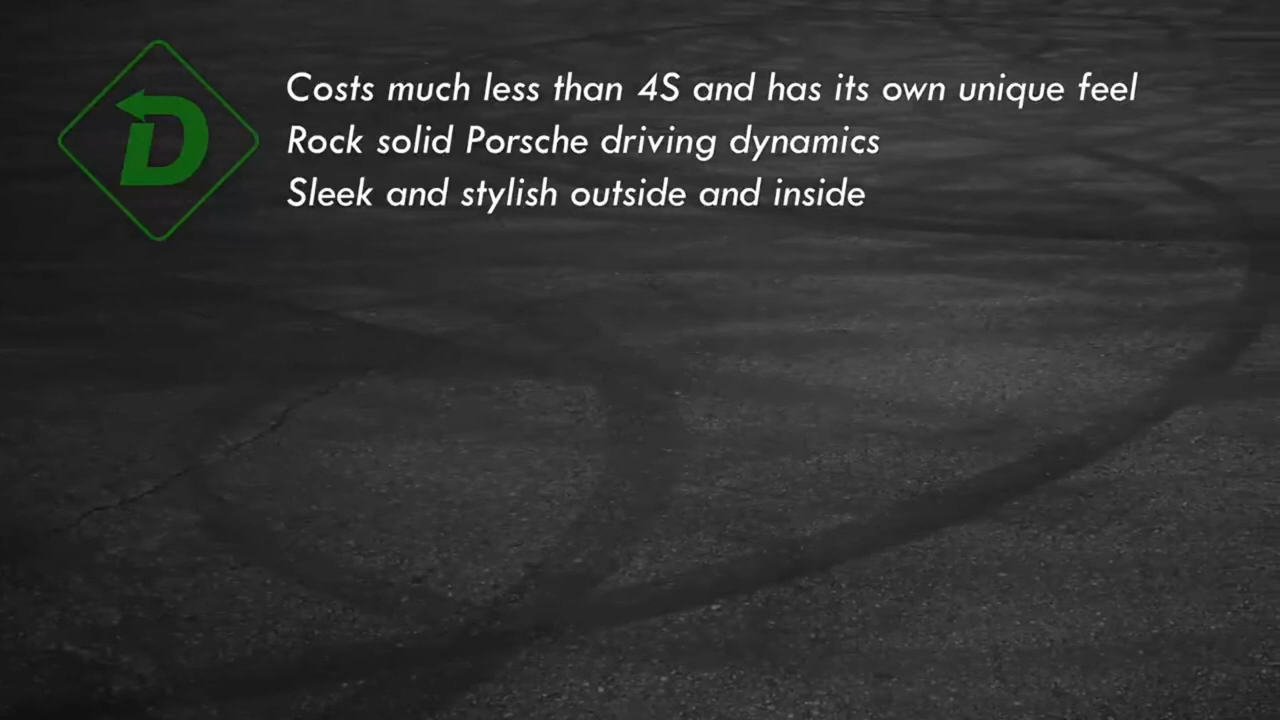 D
Costs much less than 4S and has its own unique feel
Rock solid Porsche driving dynamics
Sleek and stylish outside and inside